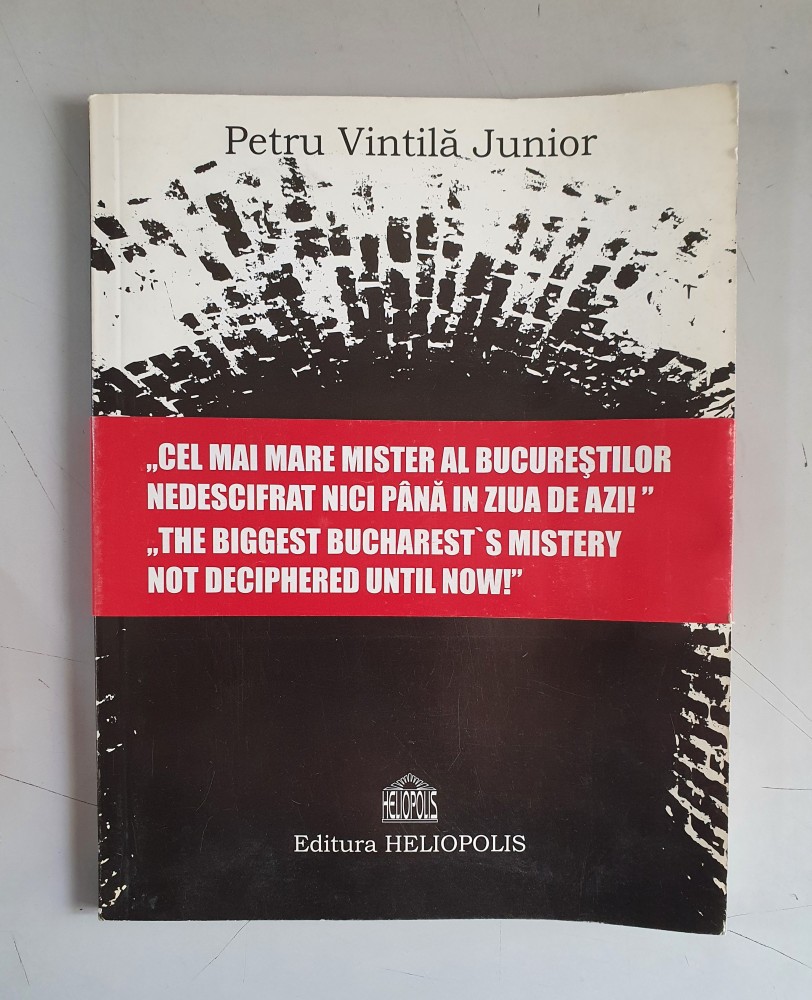 Petru Vintilă Junior
„CEL MAI MARE MISTER AL BUCUREŞTILOR
NEDESCIFRAT NICI PÂNĂ IN ZIUA DE AZI! ”
„THE BIGGEST BUCHAREST`S MISTERY
NOT DECIPHERED UNTIL NOW!”
HELIOPOLIS
Editura HELIOPOLIS